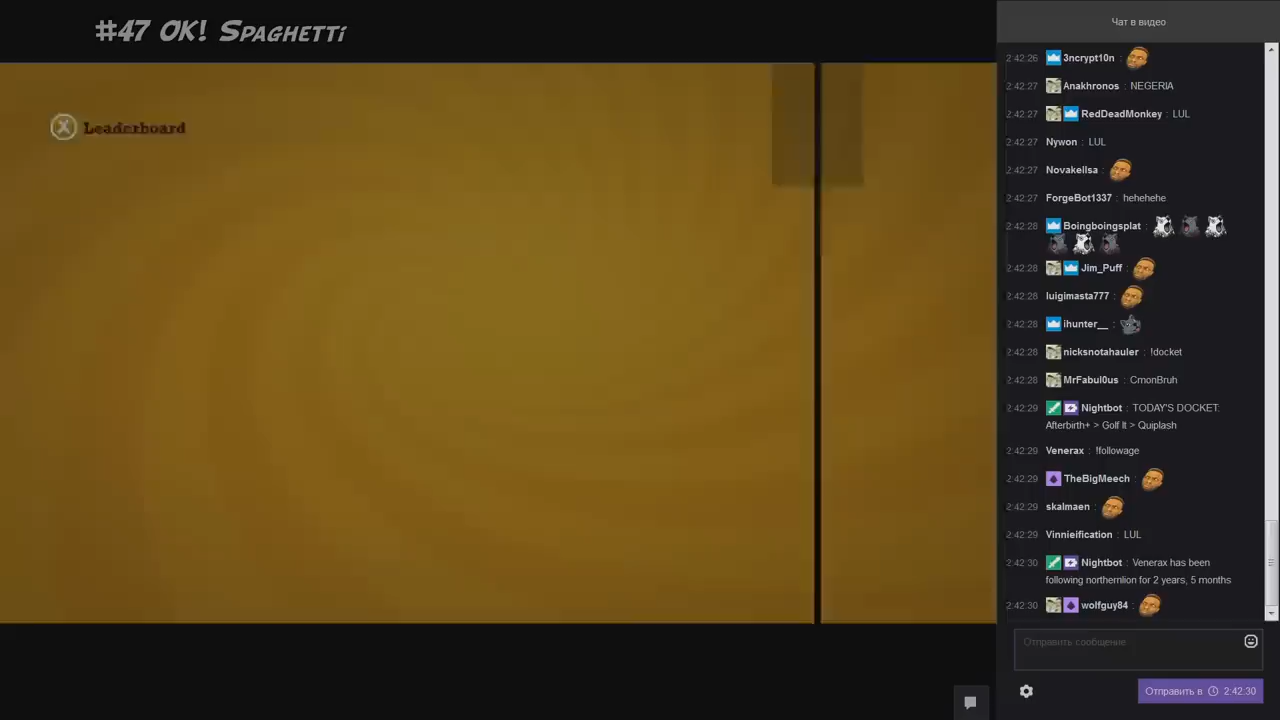 #47 OK! Spaghetti
Leaderboard
Чат в видео
2:42:26 3ncrypt10n :
2:42:27 Anakhronos : NEGERIA
2:42:27 RedDeadMonkey : LUL
2:42:27 Nywon : LUL
2:42:27 Novakellsa :
2:42:27 ForgeBot1337 : hehehehe
2:42:28 Boingboingsplat :
2:42:28 Jim_Puff :
2:42:28 luigimasta777 :
2:42:28 ihunter__ :
2:42:28 nicksnotahauler : !docket
2:42:28 MrFabul0us : CmonBruh
2:42:29 Nightbot : TODAY'S DOCKET:
Afterbirth+ > Golf It > Quiplash
2:42:29 Venerax : !followage
2:42:29 TheBigMeech :
2:42:29 skalmaen :
2:42:29 Vinnieification : LUL
2:42:30 Nightbot : Venerax has been
following northernlion for 2 years, 5 months
2:42:30 wolfguy84 :
Отправить сообщение
Отправить в 2:42:30